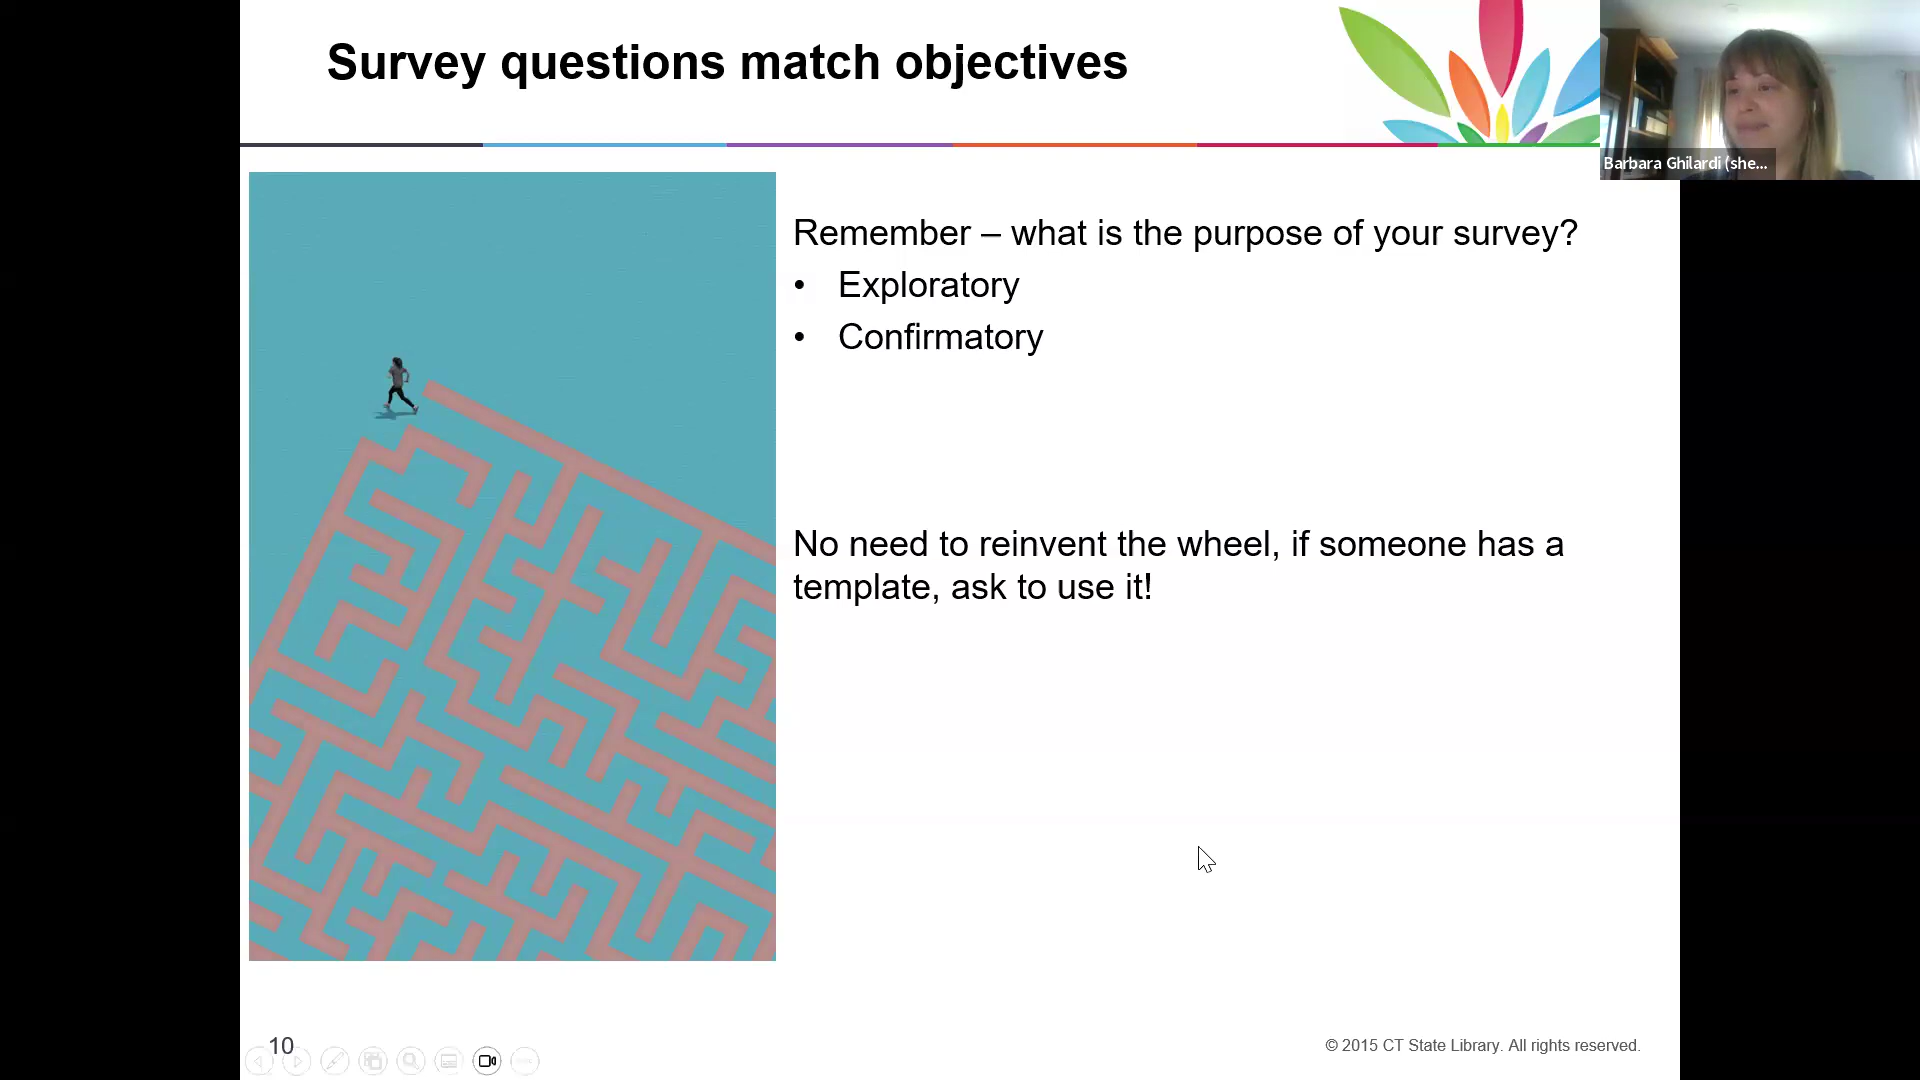 Survey questions match objectives
Barbara Ghilardi (she...
Remember – what is the purpose of your survey?
• Exploratory
• Confirmatory
No need to reinvent the wheel, if someone has a
template, ask to use it!
10
© 2015 CT State Library. All rights reserved.